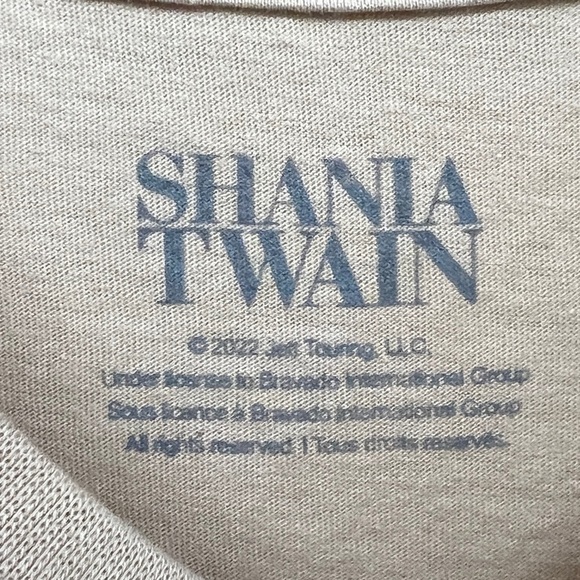 SHANIA
TWAIN
© 2022 Jeff Touring, LLC.
Under license to Bravado International Group
Sous licence à Bravado International Group
All rights reserved | Tous droits réservés.